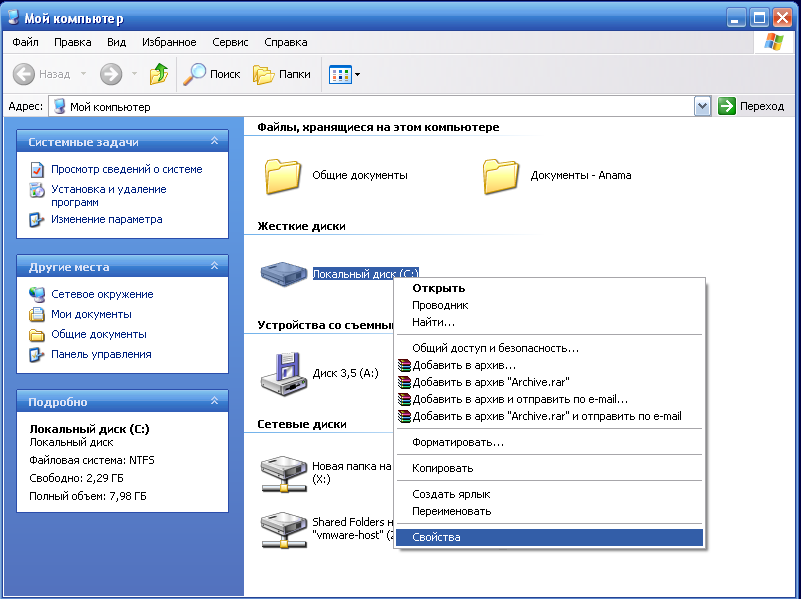 Мой компьютер
Файл Правка Вид Избранное Сервис Справка
Назад Поиск Папки
Адрес: Мой компьютер Переход
Системные задачи
Просмотр сведений о системе
Установка и удаление
программ
Изменение параметра
Другие места
Сетевое окружение
Мои документы
Общие документы
Панель управления
Подробно
Локальный диск (C:)
Локальный диск
Файловая система: NTFS
Свободно: 2,29 ГБ
Полный объем: 7,98 ГБ
Файлы, хранящиеся на этом компьютере
Общие документы
Документы - Anama
Жесткие диски
Локальный диск (C:)
Устройства со съемны
Диск 3,5 (A:)
Сетевые диски
Новая папка на
(X:)
Shared Folders н
"vmware-host" (
Открыть
Проводник
Найти...
Общий доступ и безопасность...
Добавить в архив...
Добавить в архив "Archive.rar"
Добавить в архив и отправить по e-mail...
Добавить в архив "Archive.rar" и отправить по e-mail
Форматировать...
Копировать
Создать ярлык
Переименовать
Свойства